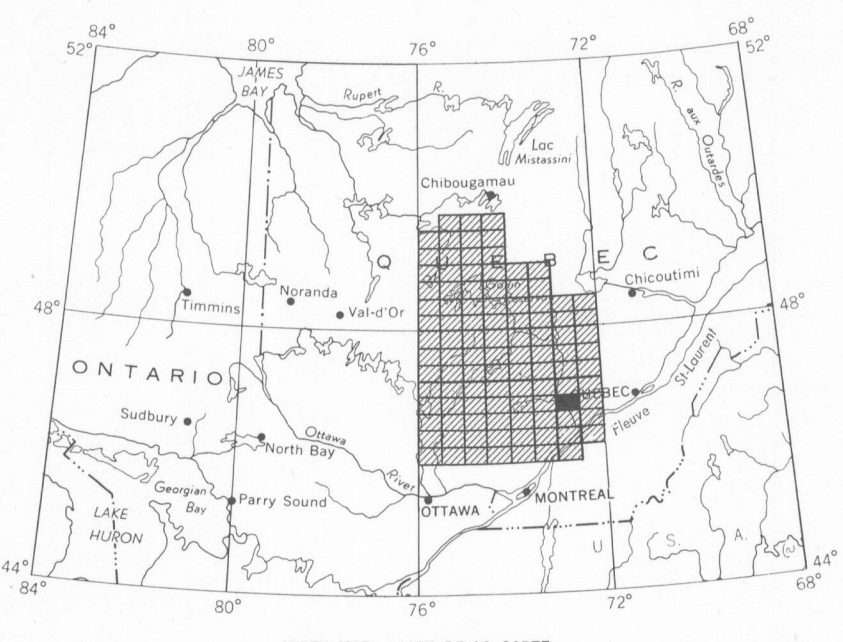 84° 80° 76° 72° 68°
52° 52°
JAMES
BAY
Rupert R.
R. aux Outardes
Lac
Mistassini
Chibougamau
Q U E B E C
Chicoutimi
Noranda
Timmins
Val-d'Or
48° 48°
ONTARIO
St-Laurent
Fleuve
QUEBEC
Sudbury
Ottawa
River
North Bay
Georgian
Bay
Parry Sound
OTTAWA
MONTREAL
LAKE
HURON
U. S. A.
44° 44°
84° 80° 76° 72° 68°